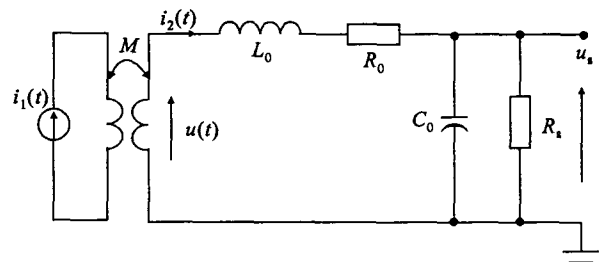 i₂(t)
M
L₀
R₀
uₛ
i₁(t)
u(t)
C₀
Rₛ